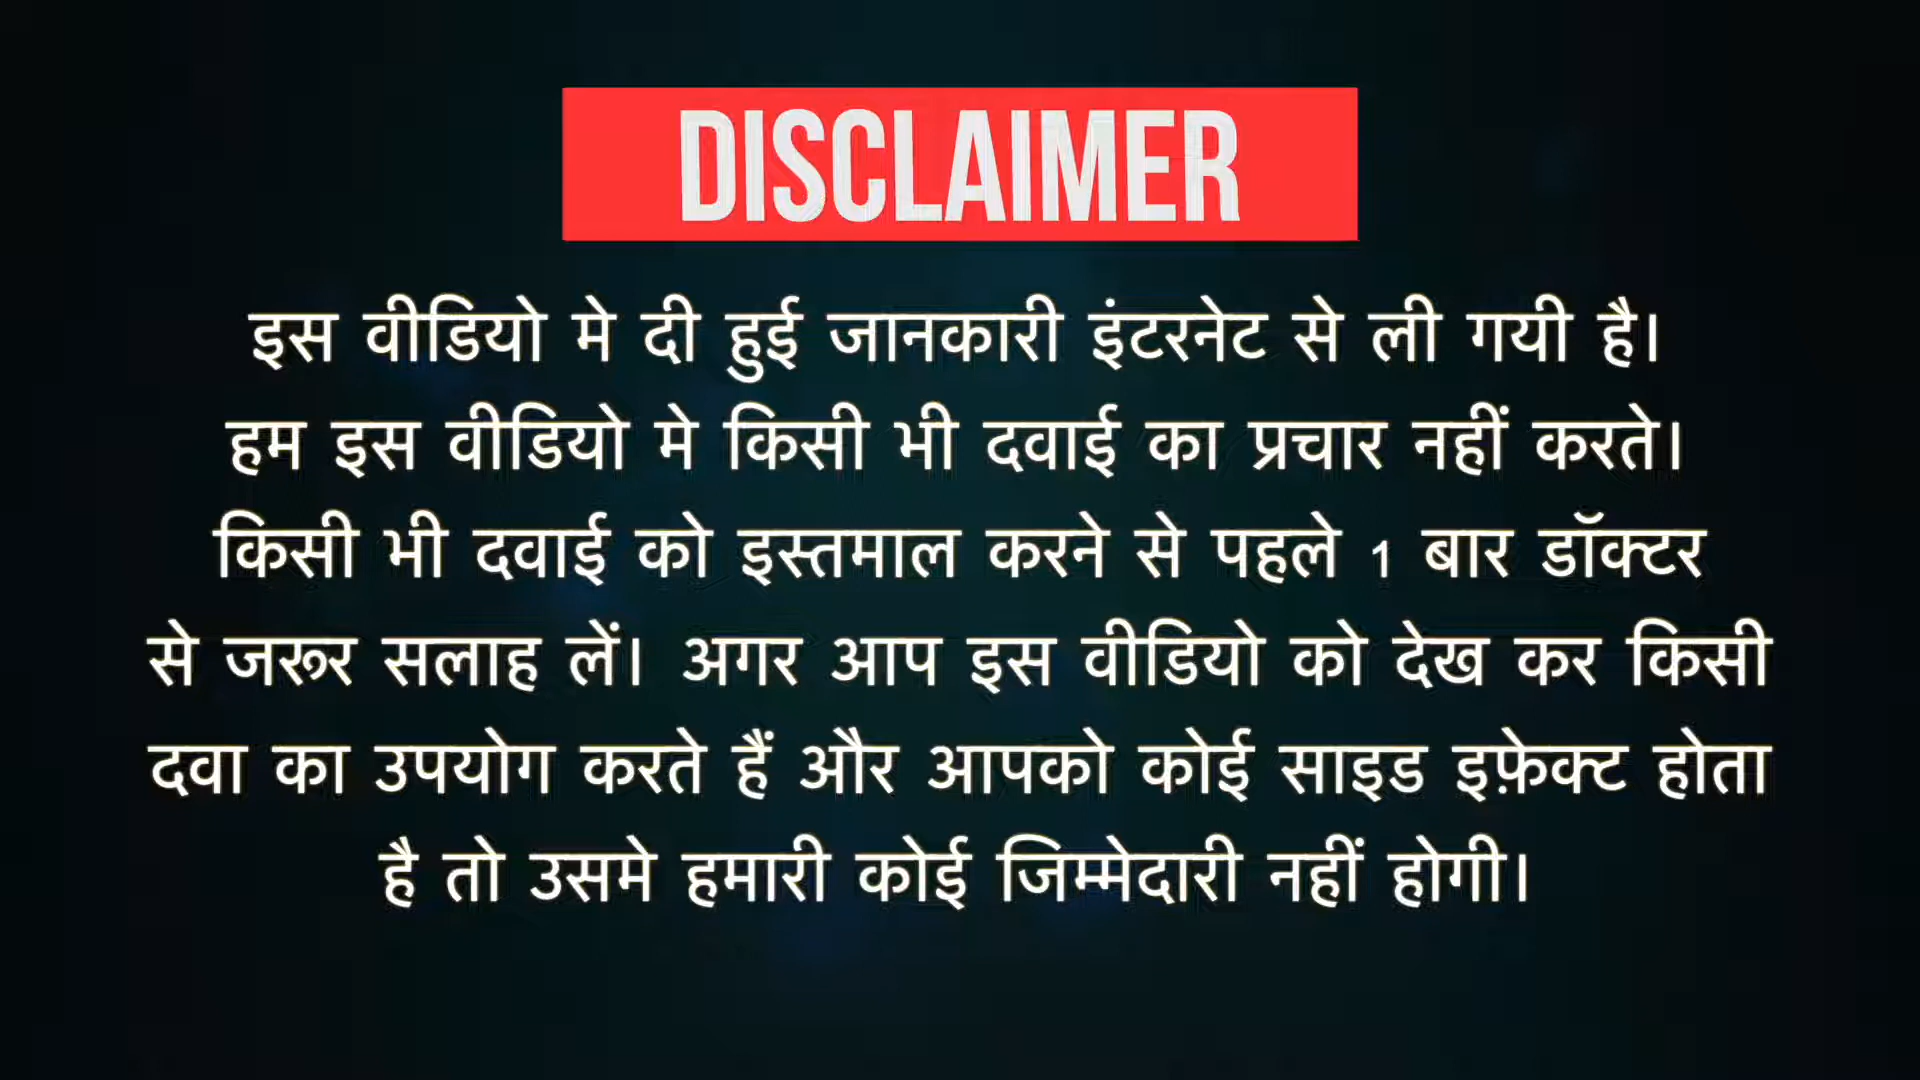 DISCLAIMER
इस वीडियो मे दी हुई जानकारी इंटरनेट से ली गयी है।
हम इस वीडियो मे किसी भी दवाई का प्रचार नहीं करते।
किसी भी दवाई को इस्तमाल करने से पहले 1 बार डॉक्टर
से जरूर सलाह लें। अगर आप इस वीडियो को देख कर किसी
दवा का उपयोग करते हैं और आपको कोई साइड इफ़ेक्ट होता
है तो उसमे हमारी कोई जिम्मेदारी नहीं होगी।